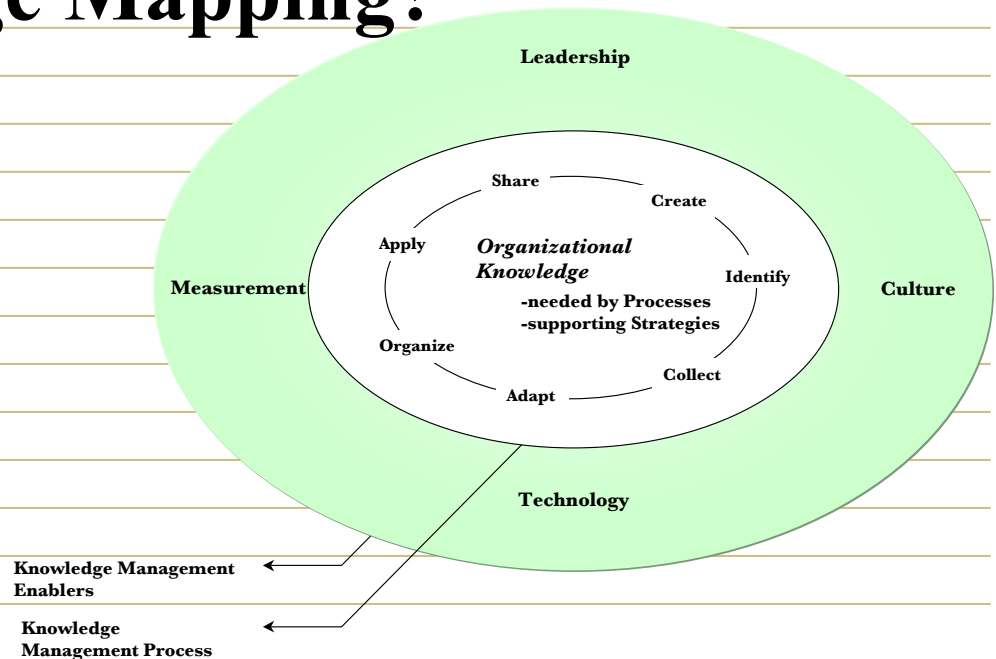 Mapping?
Leadership
Share
Create
Apply
Organizational
Knowledge
Identify
-needed by Processes
-supporting Strategies
Measurement
Culture
Organize
Collect
Adapt
Technology
Knowledge Management
Enablers
Knowledge
Management Process